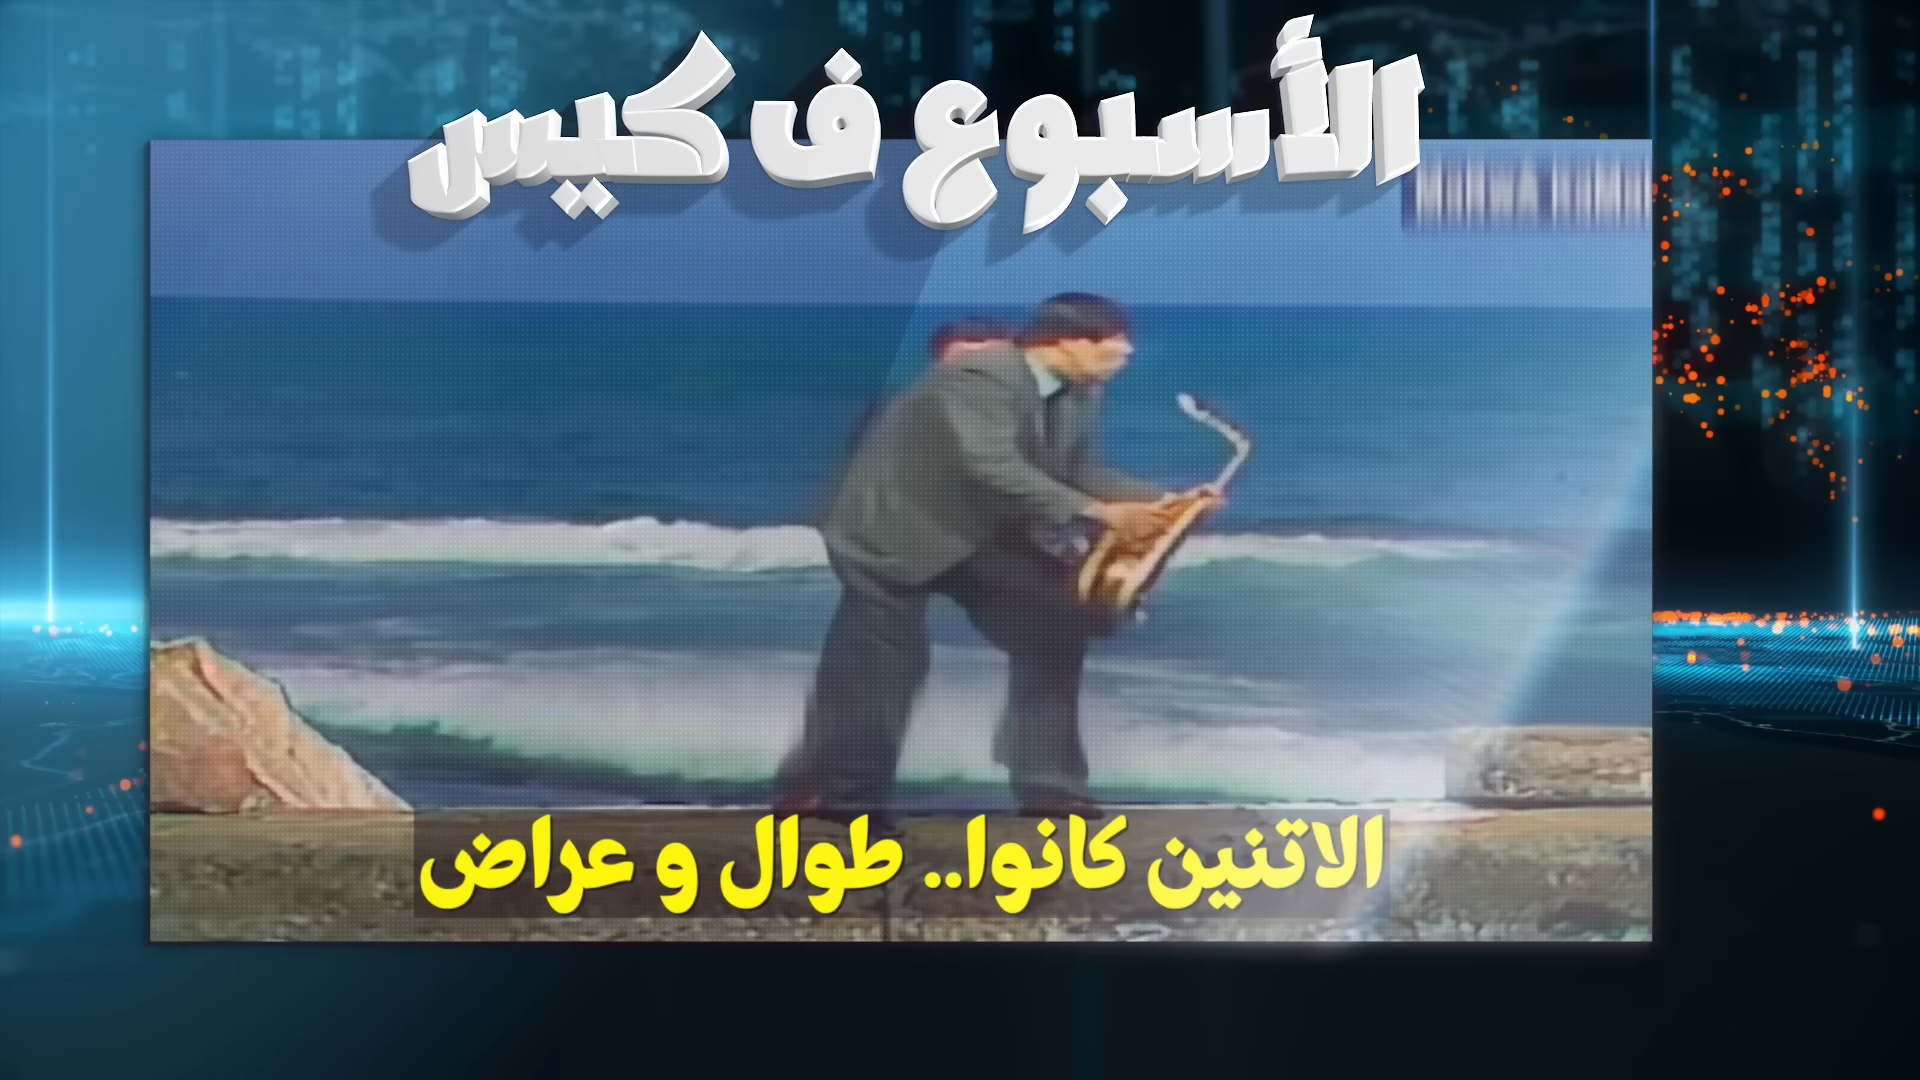 الأسبوع ف كيس
الاتنين كانوا.. طوال و عراض